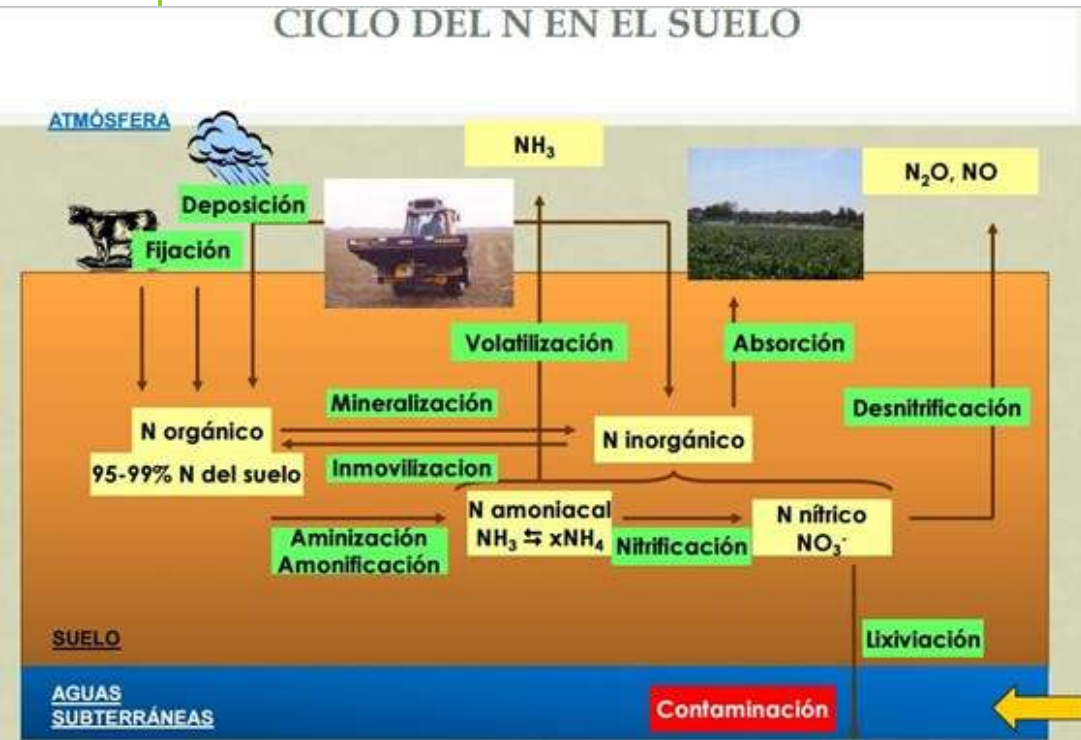 CICLO DEL N EN EL SUELO
ATMÓSFERA
NH₃
N₂O, NO
Deposición
Fijación
Volatilización
Absorción
Mineralización
Desnitrificación
N orgánico
N inorgánico
95-99% N del suelo
Inmovilizacion
N amoniacal
NH₃ ⇆ xNH₄
N nítrico
NO₃⁻
Aminización
Amonificación
Nitrificación
SUELO
Lixiviación
AGUAS
SUBTERRÁNEAS
Contaminación